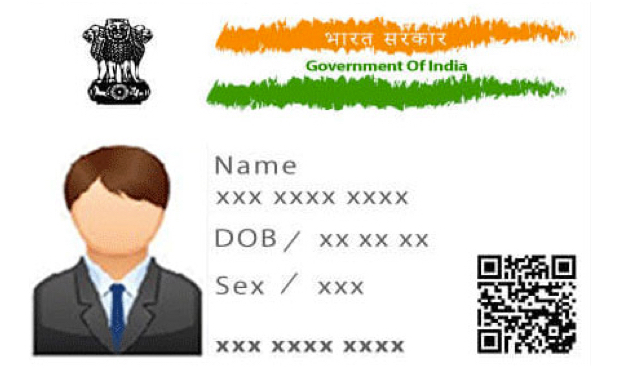 भारत सरकार
Government Of India
Name
xxx xxxx xxxx
DOB / xx xx xx
Sex / xxx
xxx xxxx xxxx